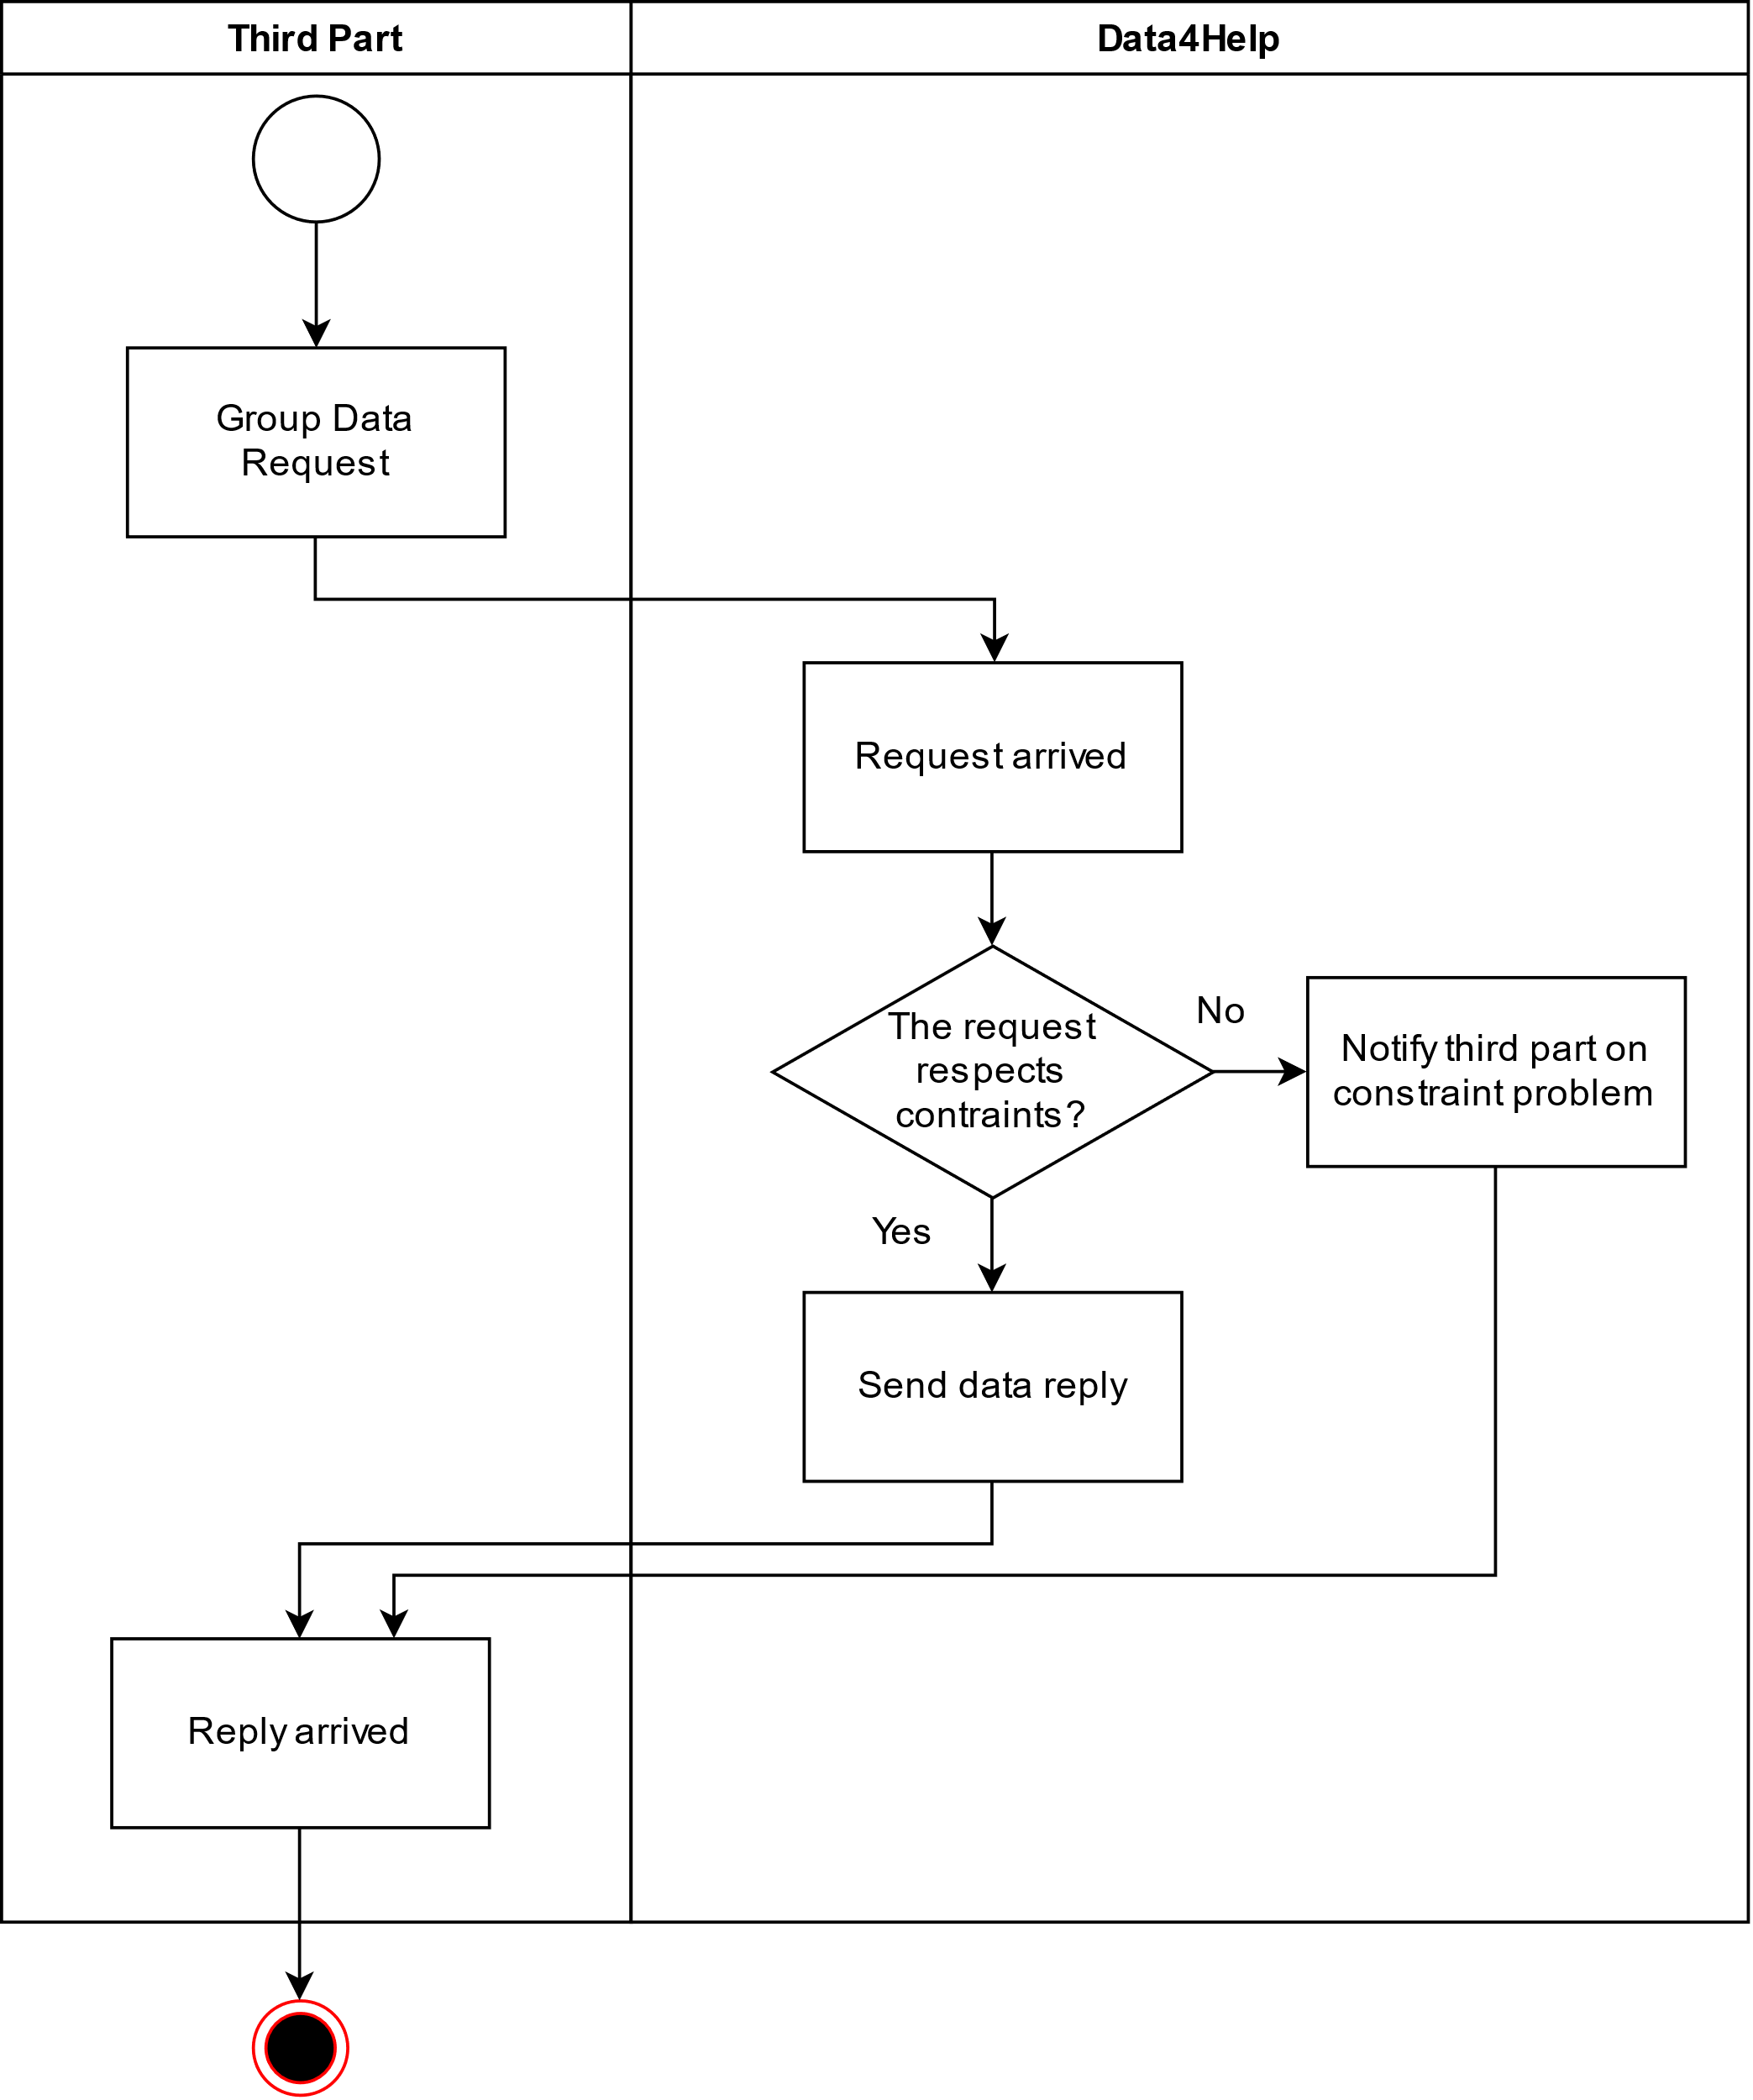 Third Part
Data4Help
Group Data
Request
Request arrived
The request
respects
contraints?
No
Notify third part on
constraint problem
Yes
Send data reply
Reply arrived